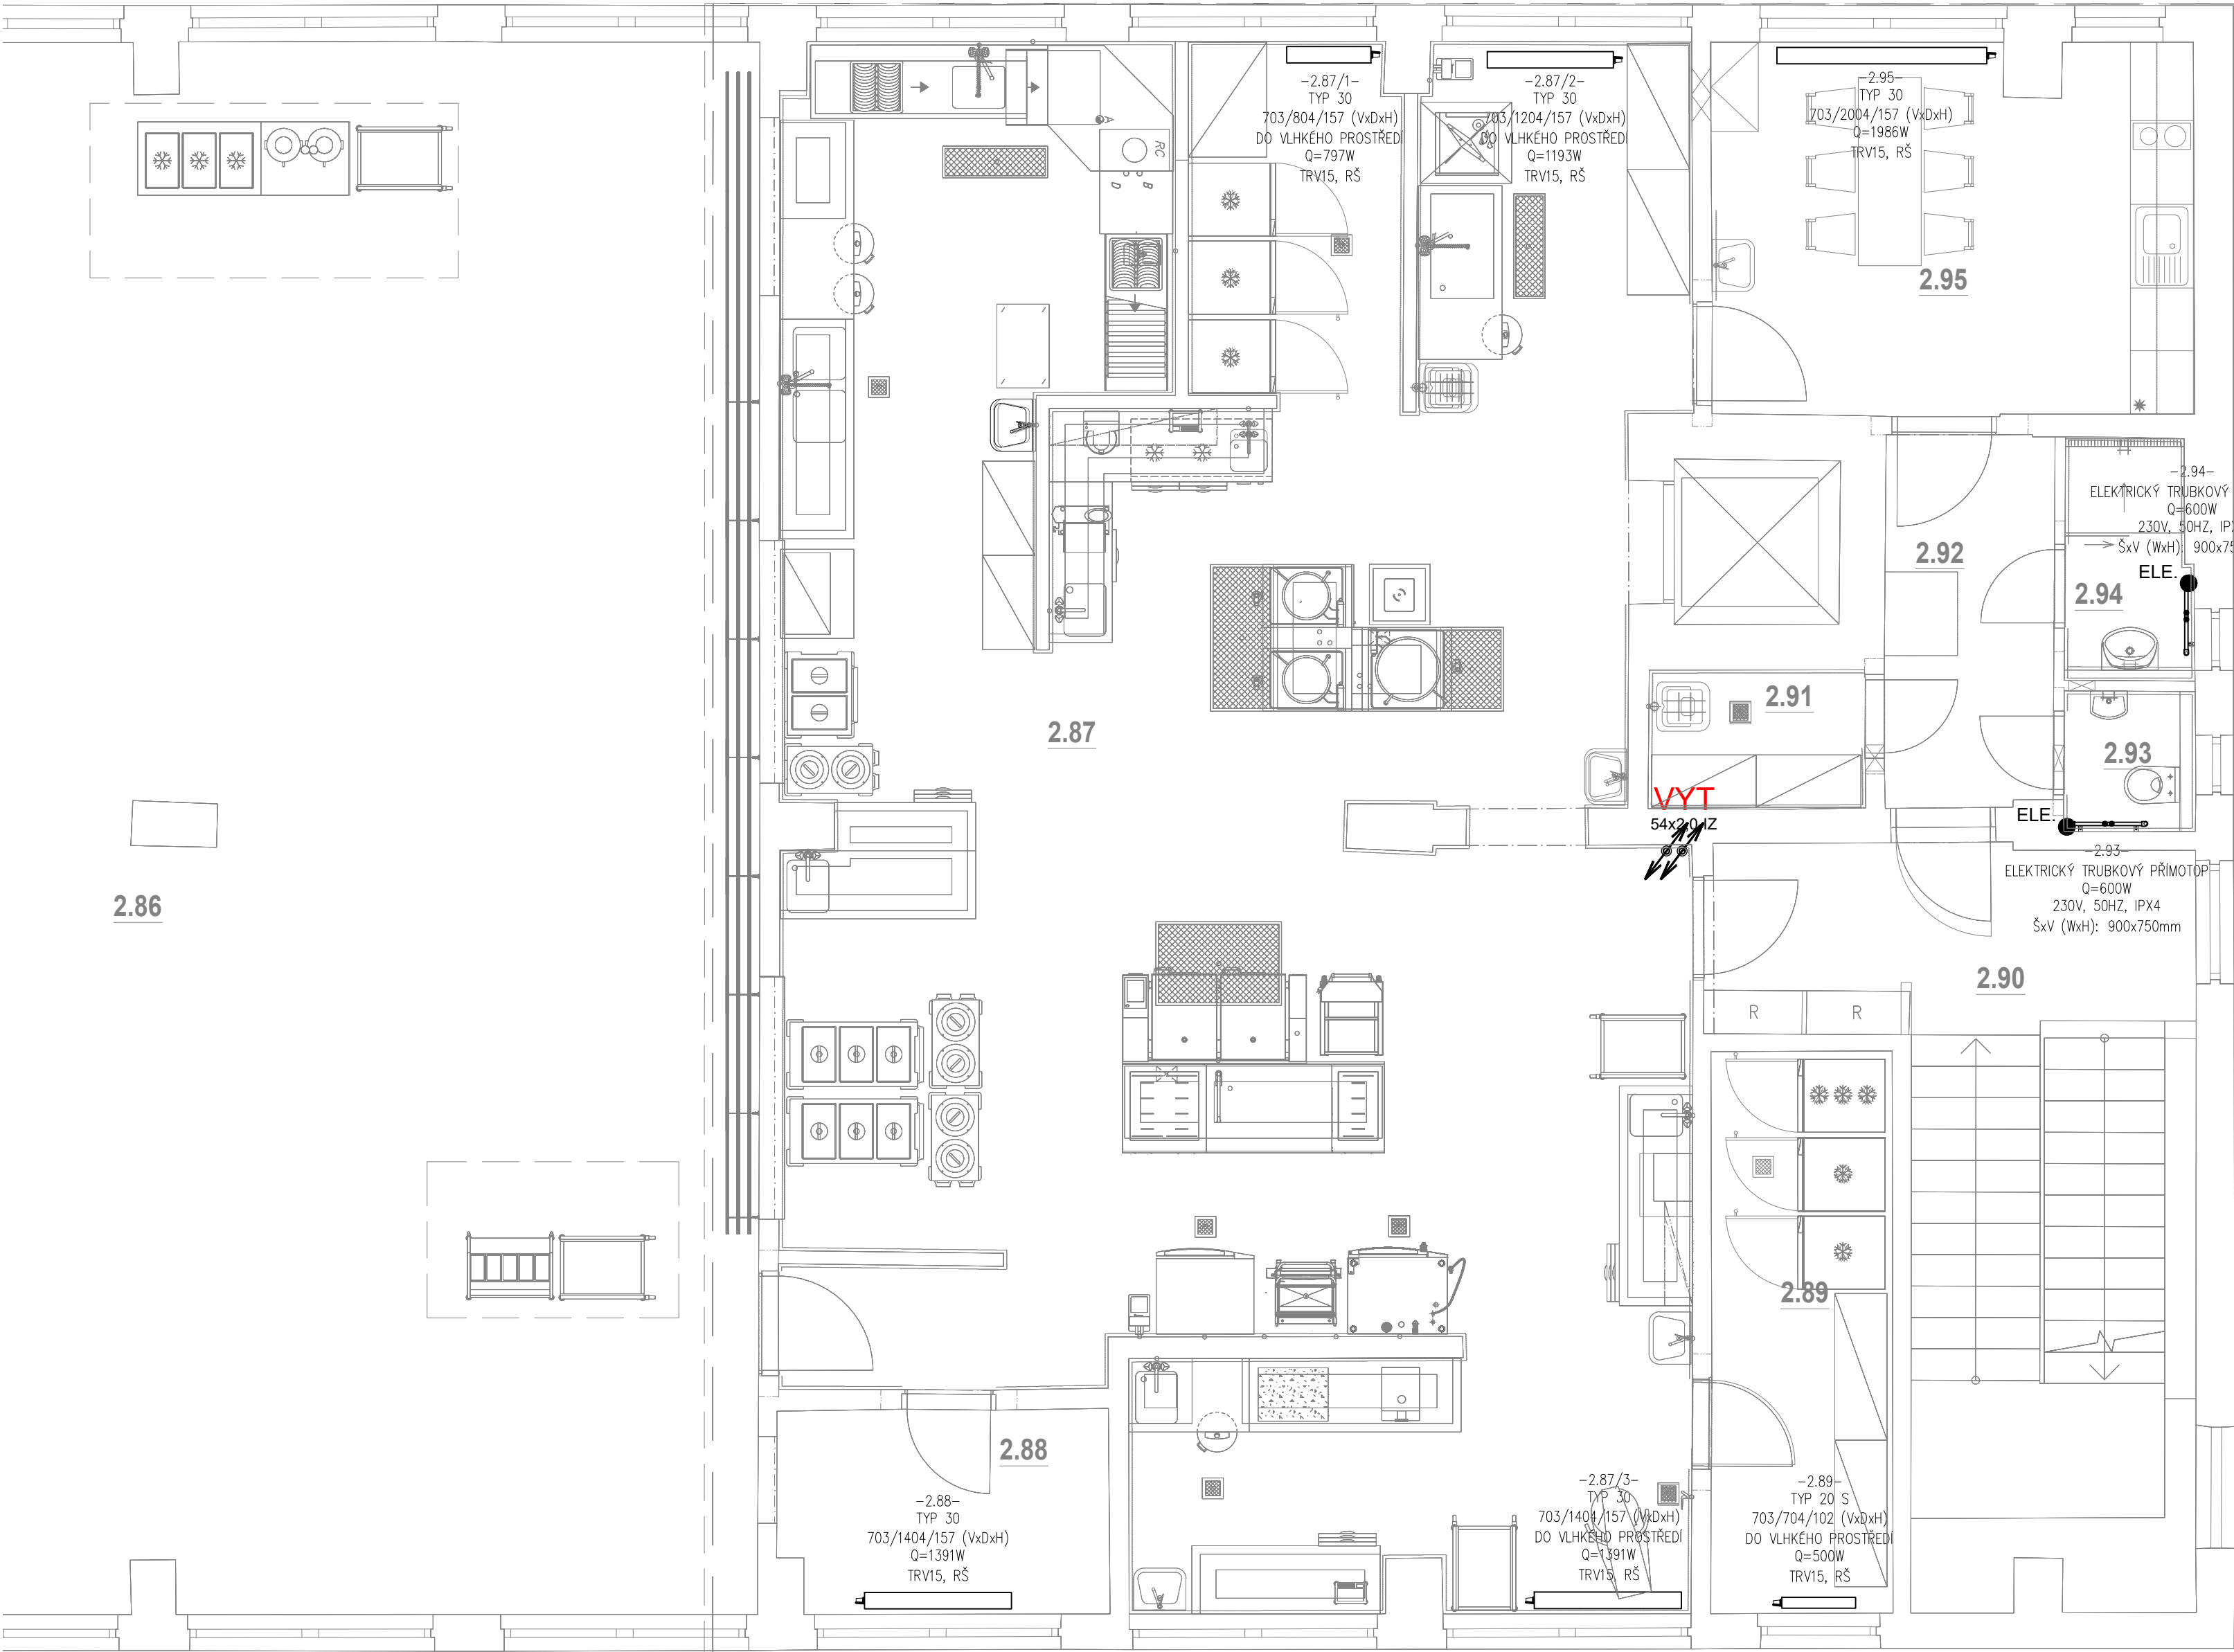 -2.87/1-
TYP 30
703/804/157 (VxDxH)
DO VLHKÉHO PROSTŘEDÍ
Q=797W
TRV15, RŠ
-2.87/2-
TYP 30
703/1204/157 (VxDxH)
DO VLHKÉHO PROSTŘEDÍ
Q=1193W
TRV15, RŠ
-2.95-
TYP 30
703/2004/157 (VxDxH)
Q=1986W
TRV15, RŠ
A
RC
D B
2.95
-2.94-
ELEKTRICKÝ TRUBKOVÝ
Q=600W
230V, 50HZ,
ŠxV (WxH):
ELE.
2.92
2.94
2.91
2.87
2.93
VYT
54x2,0-IZ
ELE.
-2.93-
ELEKTRICKÝ TRUBKOVÝ PŘÍMOTOP
Q=600W
230V, 50HZ, IPX4
ŠxV (WxH): 900x750mm
2.86
2.90
R R
2.89
2.88
-2.88-
TYP 30
703/1404/157 (VxDxH)
Q=1391W
TRV15, RŠ
-2.87/3-
TYP 30
703/1404/157 (VxDxH)
DO VLHKÉHO PROSTŘEDÍ
Q=1391W
TRV15, RŠ
-2.89-
TYP 20 S
703/704/102 (VxDxH)
DO VLHKÉHO PROSTŘEDÍ
Q=500W
TRV15, RŠ